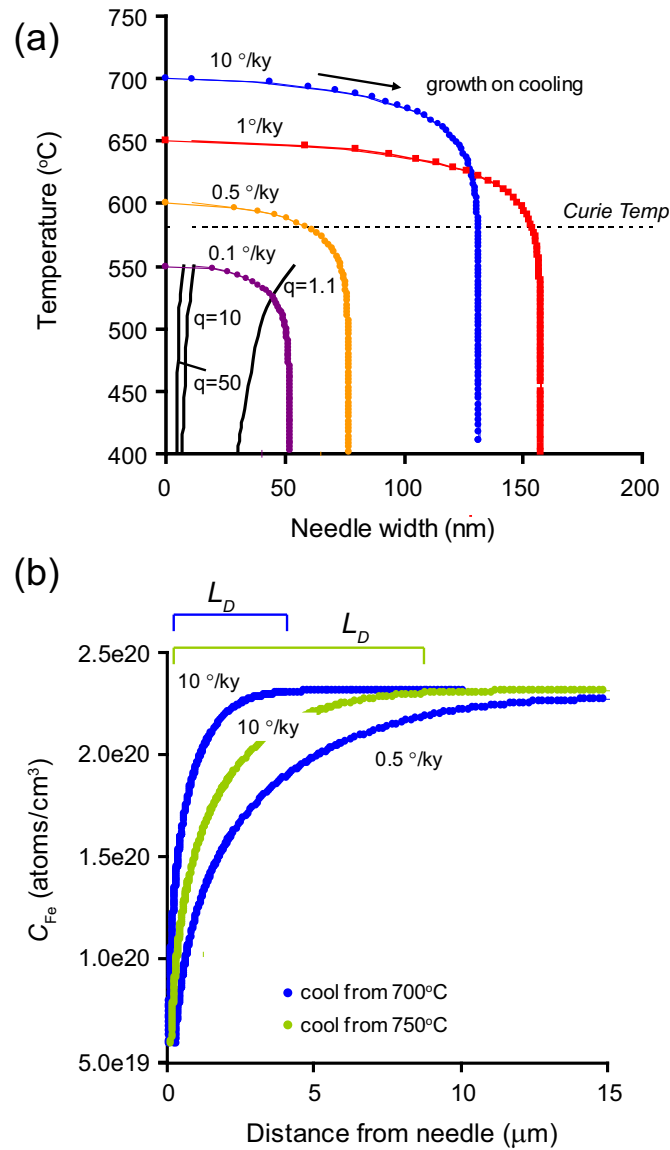 (a)
750
700
650
600
550
500
450
400
Temperature (ºC)
10 °/ky
growth on cooling
1°/ky
0.5 °/ky
Curie Temp
0.1 °/ky
q=1.1
q=10
q=50
0
50
100
150
200
Needle width (nm)
(b)
L_D
L_D
2.5e20
2.0e20
1.5e20
1.0e20
5.0e19
C_Fe (atoms/cm³)
10 °/ky
10 °/ky
0.5 °/ky
cool from 700ºC
cool from 750ºC
0
5
10
15
Distance from needle (μm)